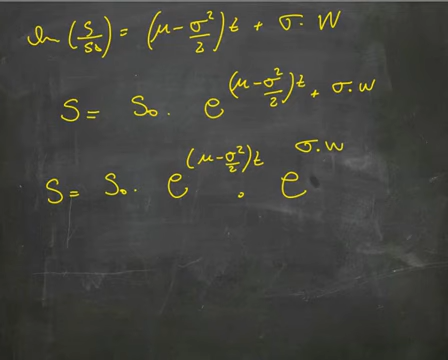 ln(S/S₀) = (μ - σ²/2)t + σ.W
S = S₀. e^((μ - σ²/2)t + σ.W)
S = S₀. e^((μ - σ²/2)t) . e^(σ.W)